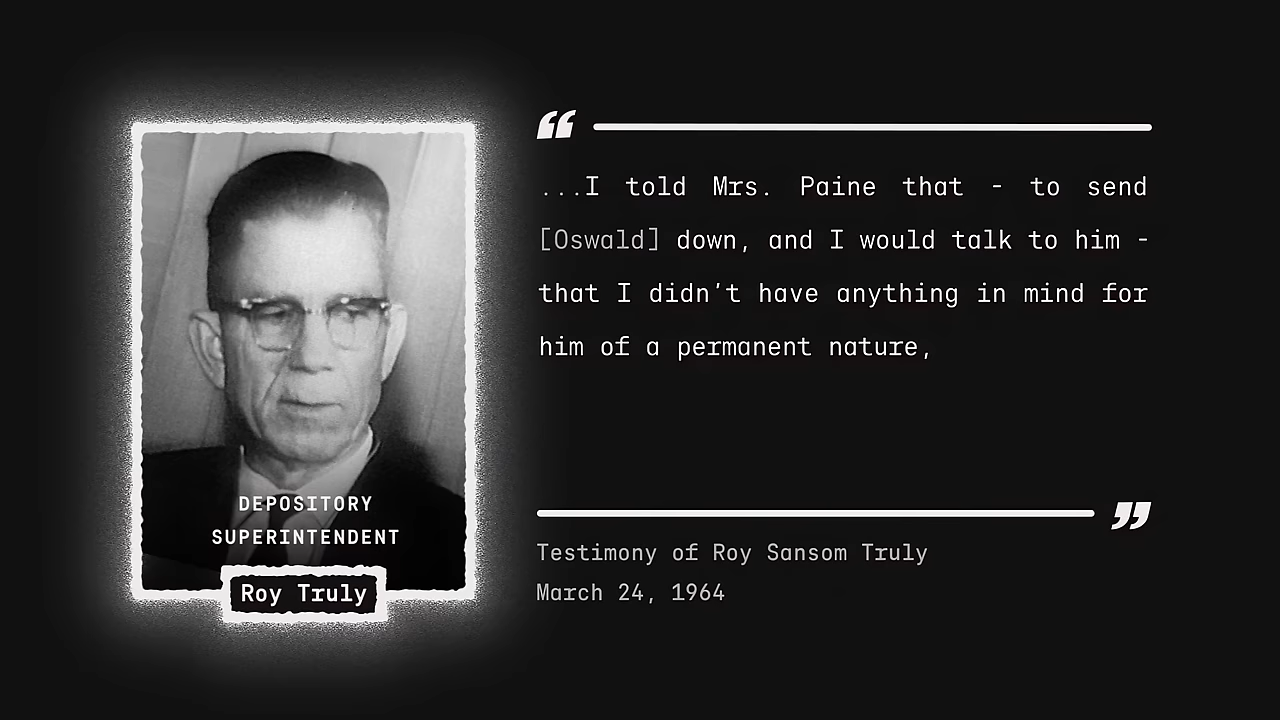 ...I told Mrs. Paine that - to send
[Oswald] down, and I would talk to him -
that I didn't have anything in mind for
him of a permanent nature,
DEPOSITORY
SUPERINTENDENT
Roy Truly
Testimony of Roy Sansom Truly
March 24, 1964